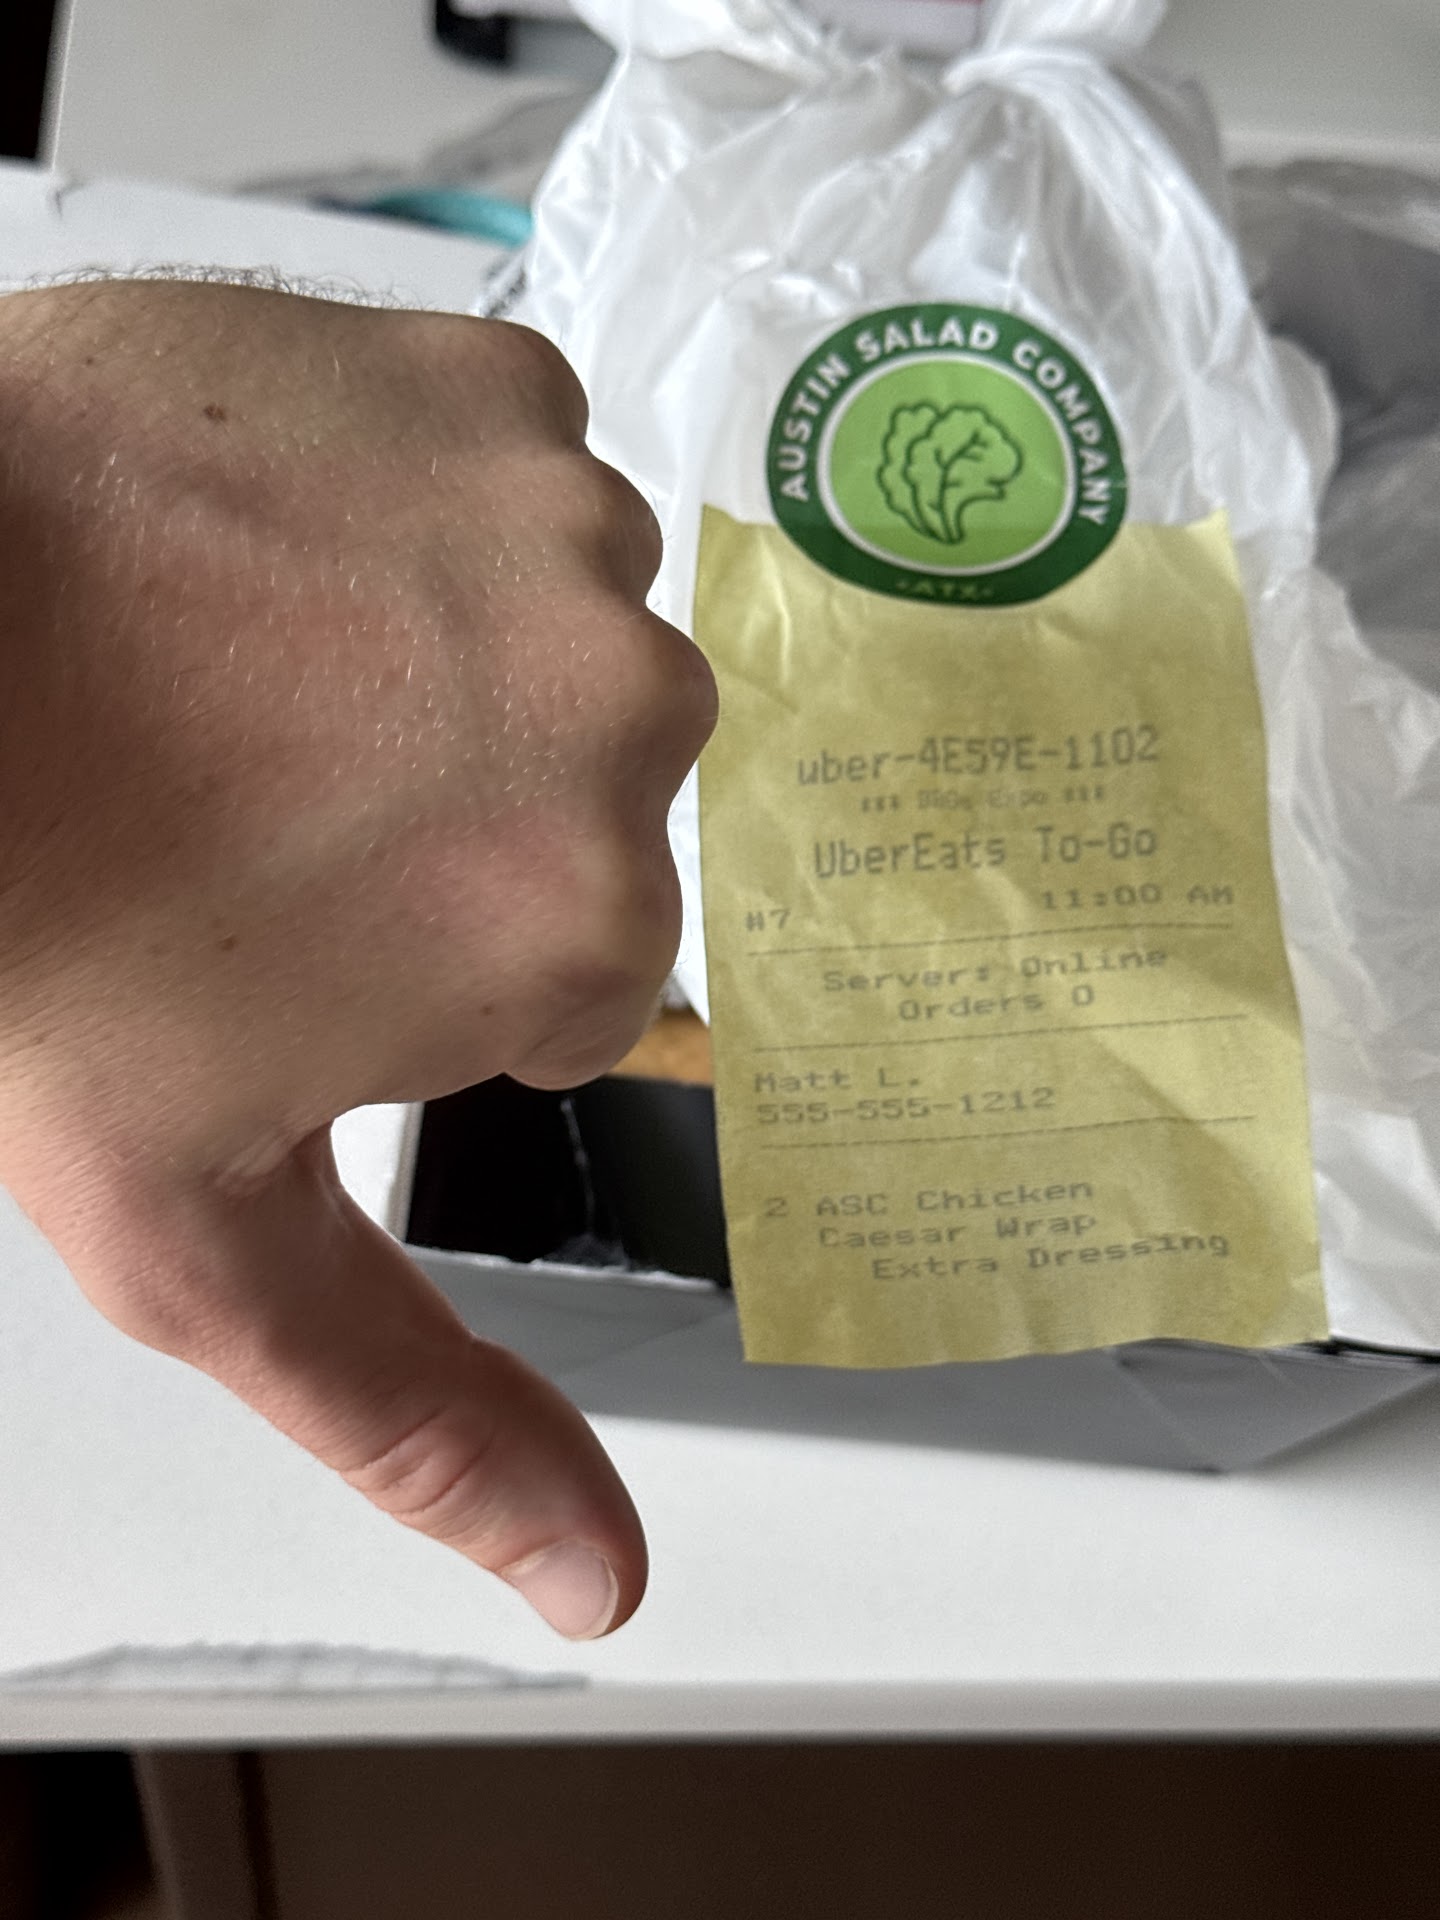 AUSTIN SALAD COMPANY
•ATX•
uber-4E59E-1102
UberEats To-Go
#7 11:00 AM
Server: Online
Orders O
Matt L.
555-555-1212
2 ASC Chicken
Caesar Wrap
Extra Dressing